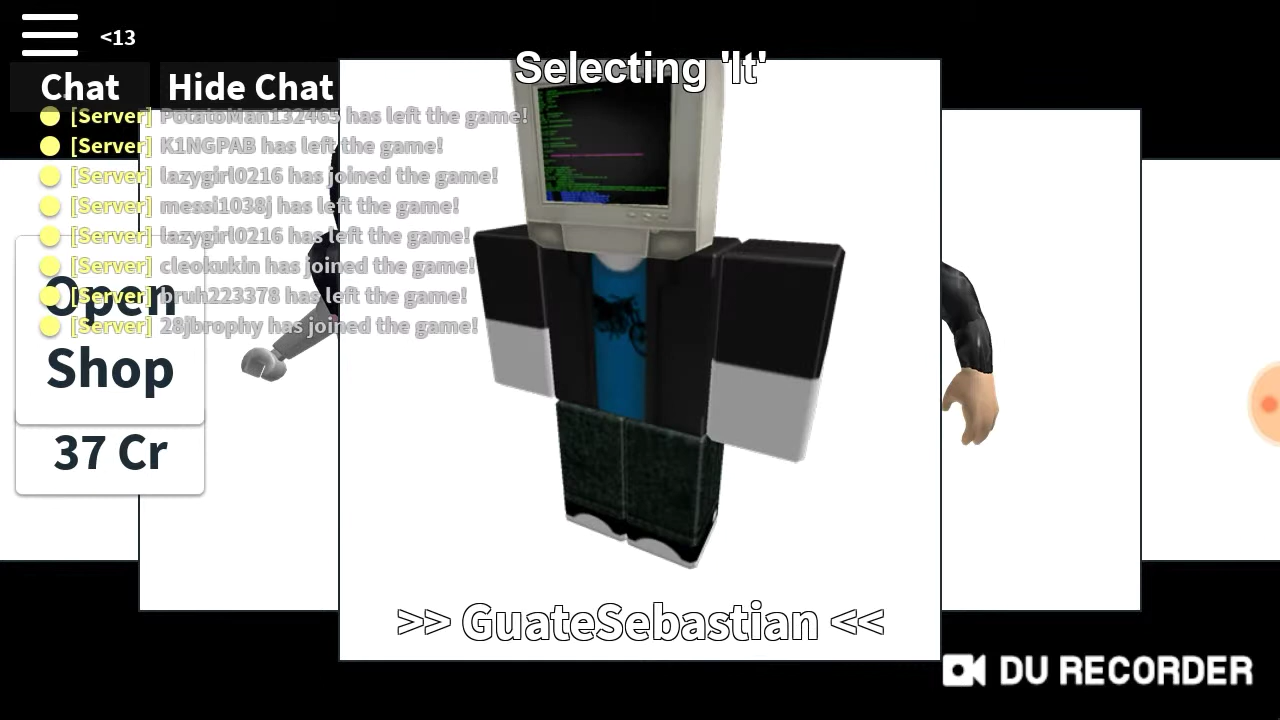 <13
Selecting 'It'
Chat
Hide Chat
[Server] PotatoMan132465 has left the game!
[Server] K1NGPAB has left the game!
[Server] lazygirl0216 has joined the game!
[Server] messi1038j has left the game!
[Server] lazygirl0216 has left the game!
[Server] cleokukin has joined the game!
[Server] bruh223378 has left the game!
[Server] 28jbrophy has joined the game!
Open
Shop
37 Cr
>> GuateSebastian <<
DU RECORDER